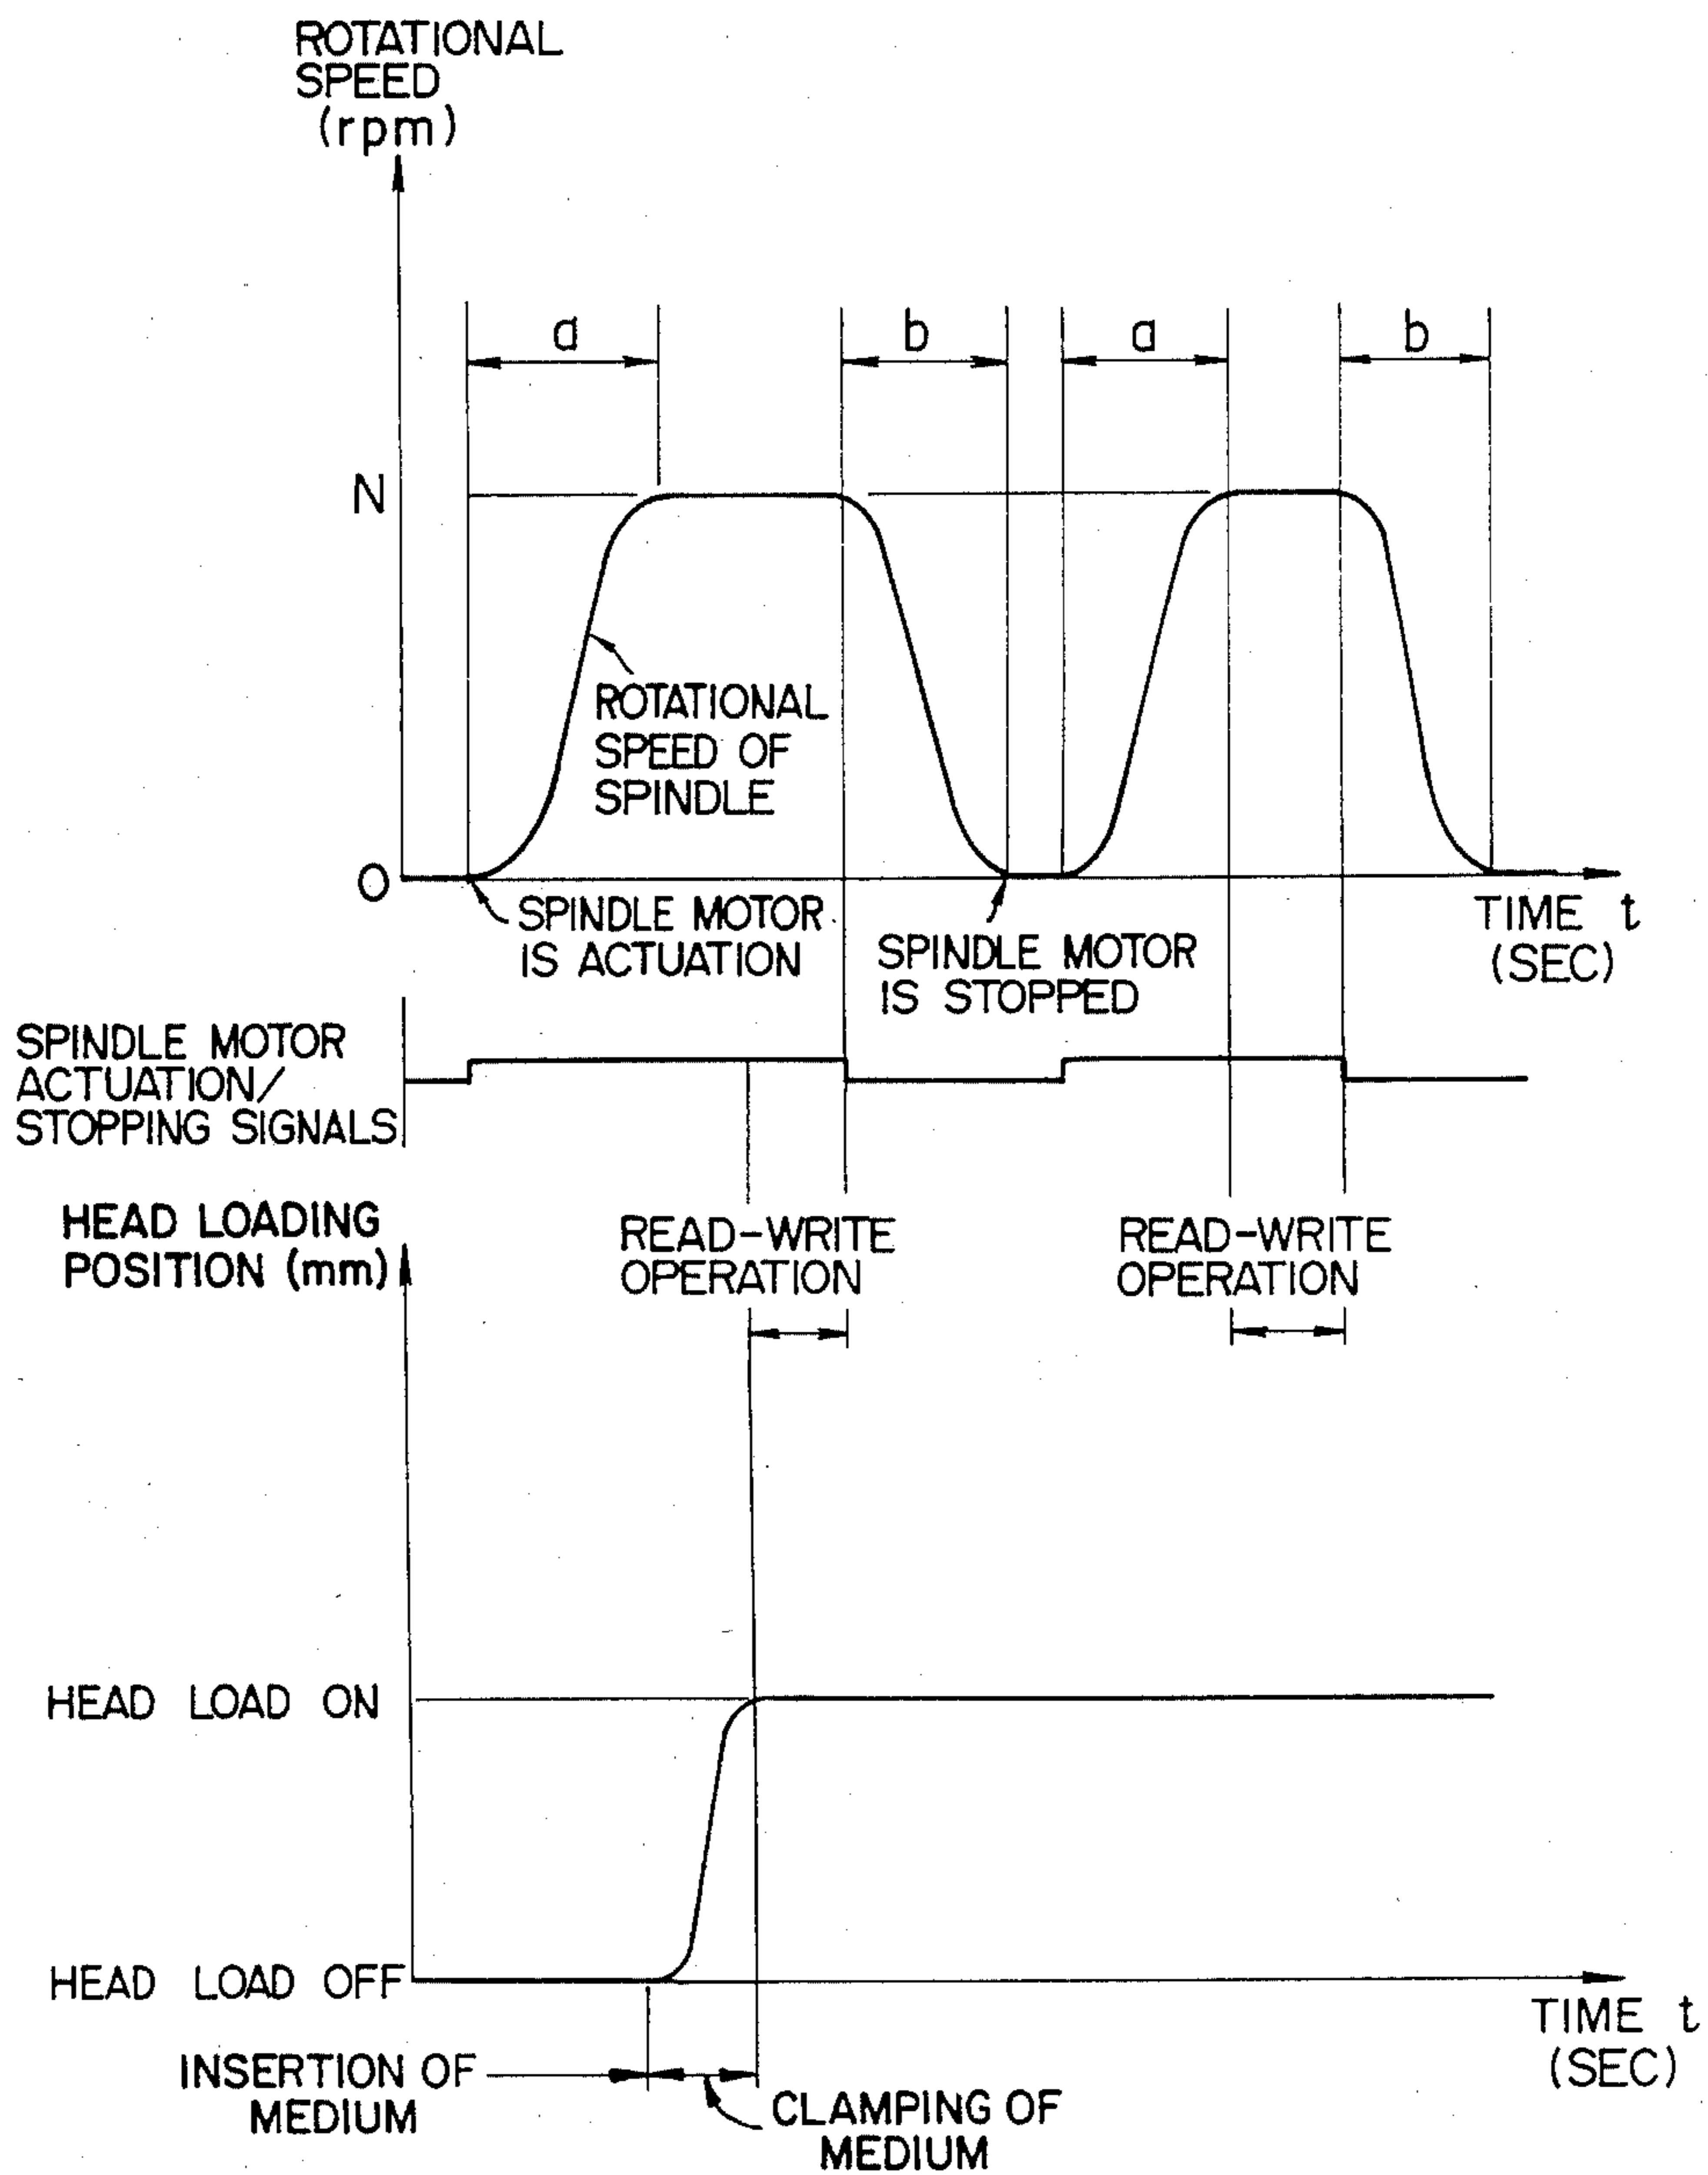 ROTATIONAL
SPEED
(rpm)
a
b
a
b
N
ROTATIONAL
SPEED OF
SPINDLE
O
SPINDLE MOTOR
IS ACTUATION
SPINDLE MOTOR
IS STOPPED
TIME t
(SEC)
SPINDLE MOTOR
ACTUATION/
STOPPING SIGNALS
HEAD LOADING
POSITION (mm)
READ-WRITE
OPERATION
READ-WRITE
OPERATION
HEAD LOAD ON
HEAD LOAD OFF
TIME t
(SEC)
INSERTION OF
MEDIUM
CLAMPING OF
MEDIUM